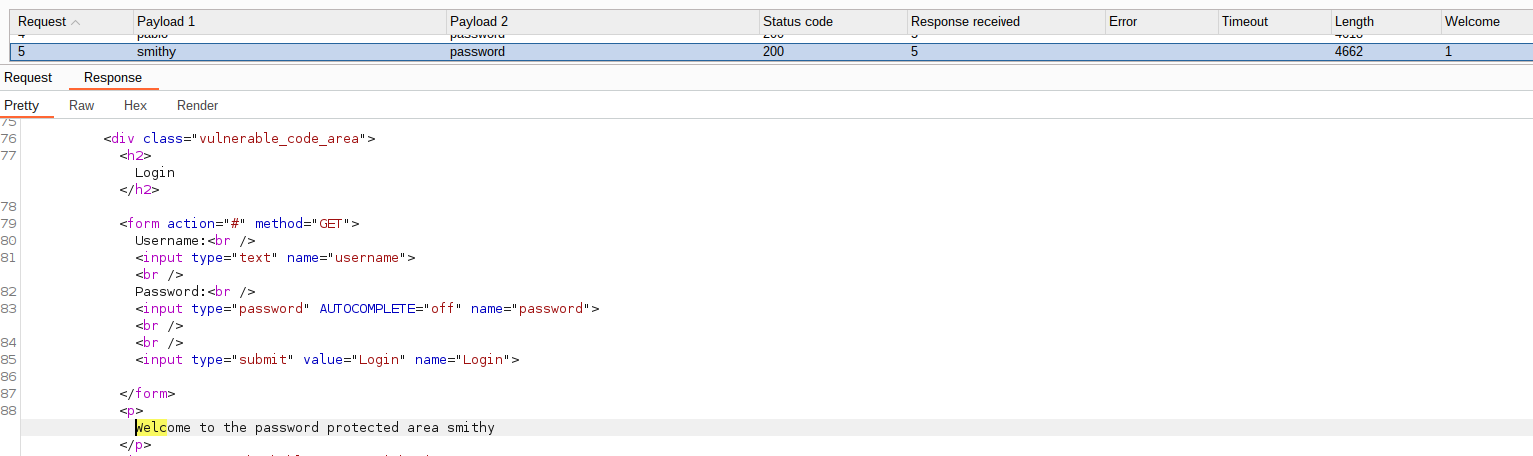 Request Payload 1 Payload 2 Status code Response received Error Timeout Length Welcome
4 pablo password 200 5 4618
5 smithy password 200 5 4662 1
Request Response
Pretty Raw Hex Render
75
76 <div class="vulnerable_code_area">
77 <h2>
Login
</h2>
78
79 <form action="#" method="GET">
80 Username:<br />
81 <input type="text" name="username">
<br />
82 Password:<br />
83 <input type="password" AUTOCOMPLETE="off" name="password">
<br />
84 <br />
85 <input type="submit" value="Login" name="Login">
86
87 </form>
88 <p>
Welcome to the password protected area smithy
</p>